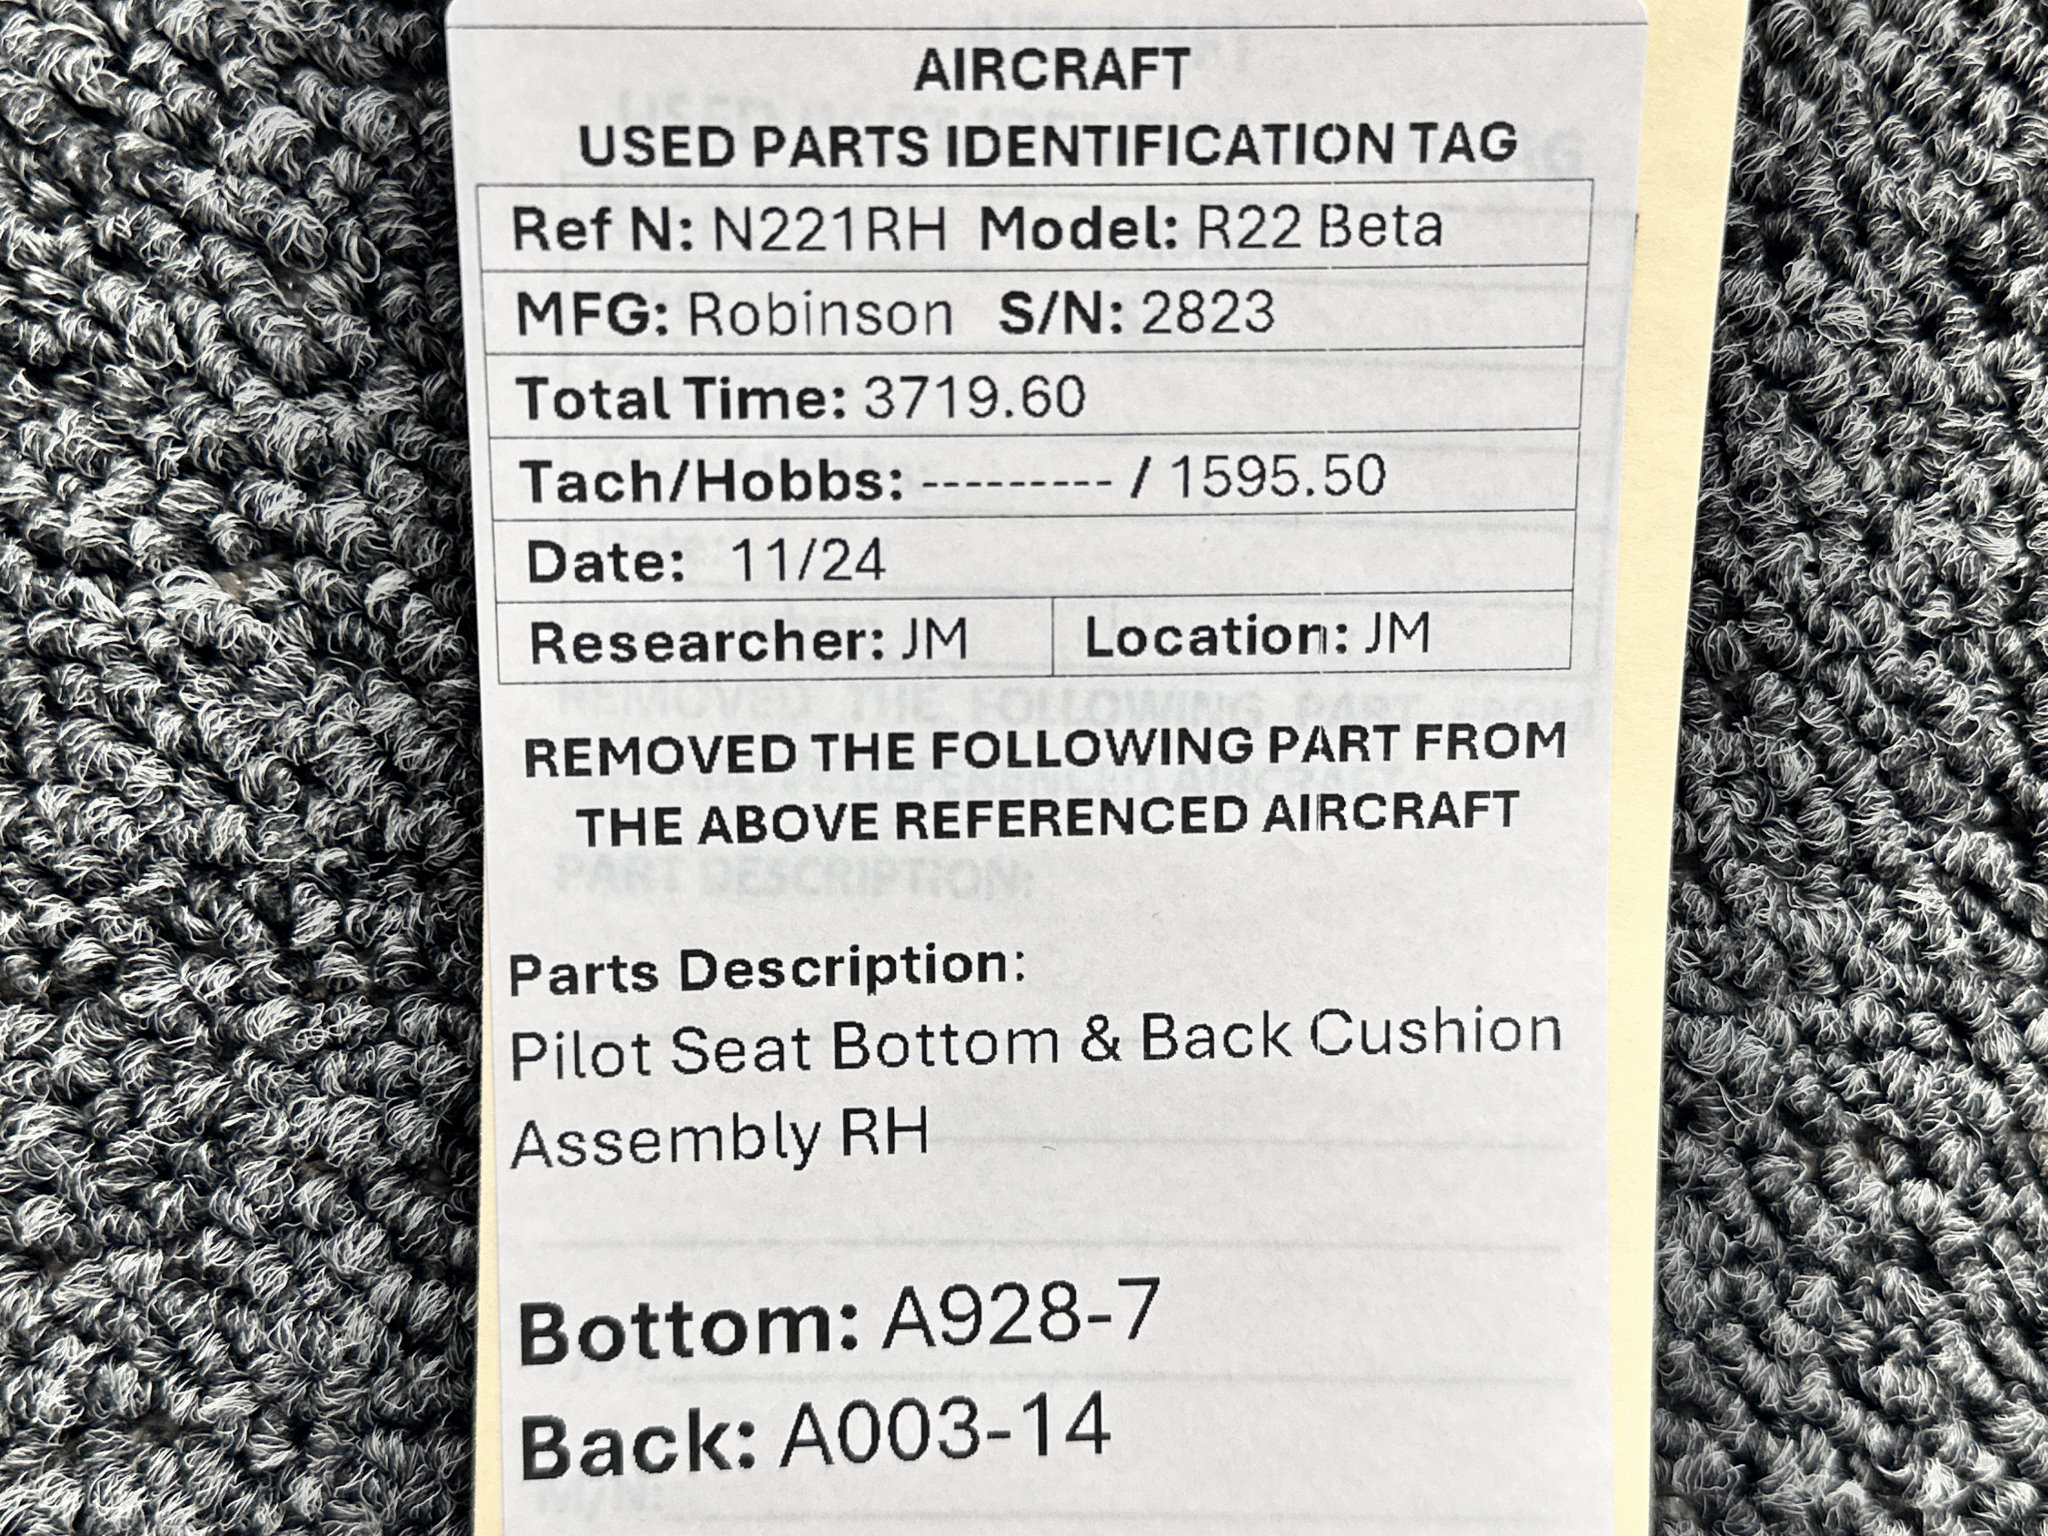 AIRCRAFT
USED PARTS IDENTIFICATION TAG
Ref N: N221RH Model: R22 Beta
MFG: Robinson S/N: 2823
Total Time: 3719.60
Tach/Hobbs: --------- / 1595.50
Date: 11/24
Researcher: JM Location: JM
REMOVED THE FOLLOWING PART FROM
THE ABOVE REFERENCED AIRCRAFT
Parts Description:
Pilot Seat Bottom & Back Cushion
Assembly RH
Bottom: A928-7
Back: A003-14